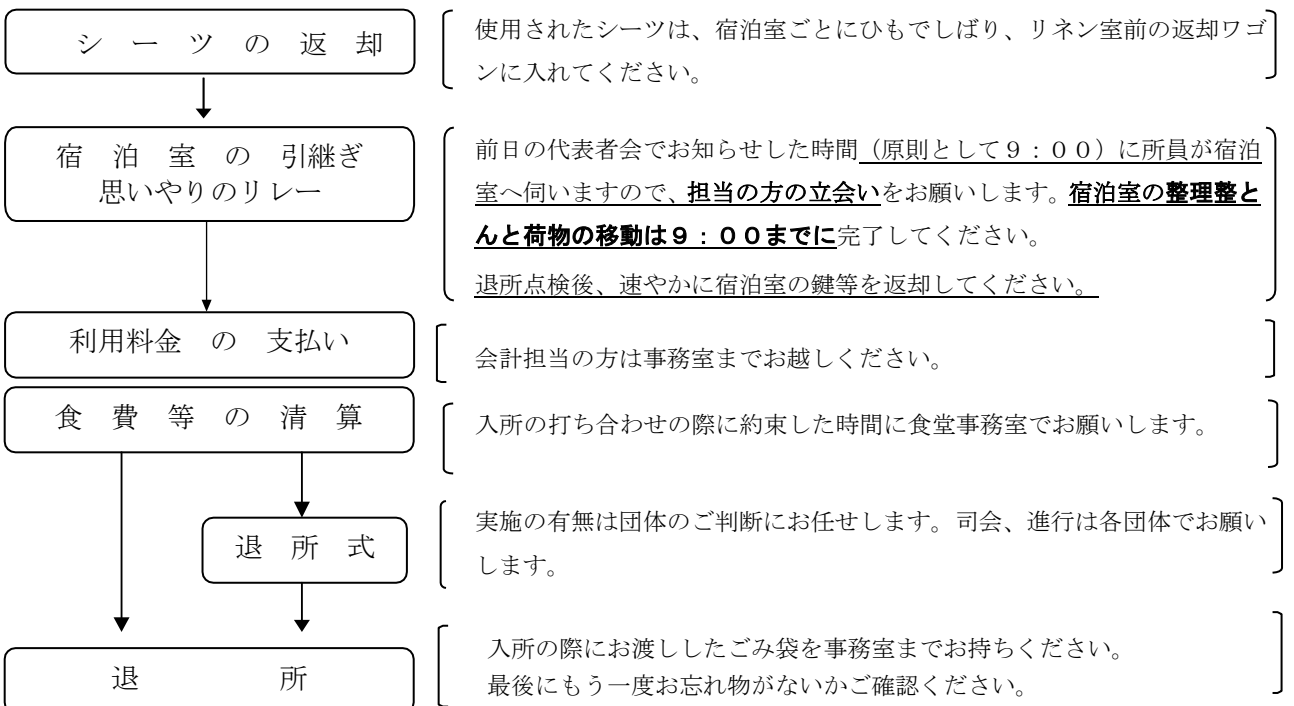 シーツの返却
使用されたシーツは、宿泊室ごとにひもでしばり、リネン室前の返却ワゴ
ンに入れてください。
宿泊室の引継ぎ
思いやりのリレー
前日の代表者会でお知らせした時間(原則として9:00)に所員が宿泊
室へ伺いますので、担当の方の立会いをお願いします。宿泊室の整理整と
んと荷物の移動は9:00までに完了してください。
退所点検後、速やかに宿泊室の鍵等を返却してください。
利用料金の支払い
会計担当の方は事務室までお越しください。
食費等の清算
入所の打ち合わせの際に約束した時間に食堂事務室でお願いします。
退所式
実施の有無は団体のご判断にお任せします。司会、進行は各団体でお願い
します。
退所
入所の際にお渡ししたごみ袋を事務室までお持ちください。
最後にもう一度お忘れ物がないかご確認ください。